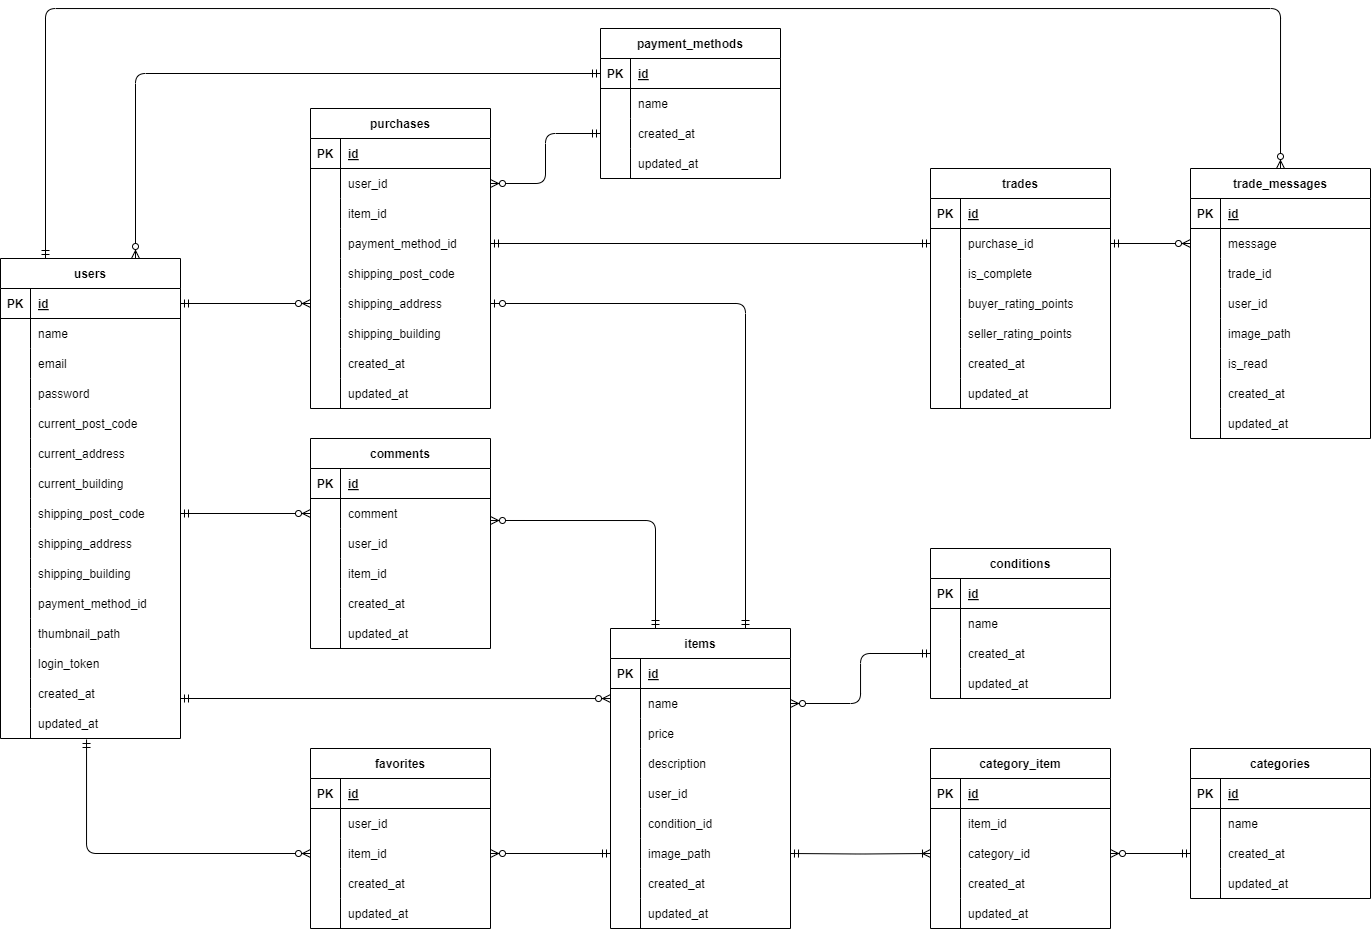 payment_methods
PK id
name
created_at
updated_at
purchases
PK id
user_id
item_id
payment_method_id
shipping_post_code
shipping_address
shipping_building
created_at
updated_at
trades
PK id
purchase_id
is_complete
buyer_rating_points
seller_rating_points
created_at
updated_at
trade_messages
PK id
message
trade_id
user_id
image_path
is_read
created_at
updated_at
users
PK id
name
email
password
current_post_code
current_address
current_building
shipping_post_code
shipping_address
shipping_building
payment_method_id
thumbnail_path
login_token
created_at
updated_at
comments
PK id
comment
user_id
item_id
created_at
updated_at
conditions
PK id
name
created_at
updated_at
items
PK id
name
price
description
user_id
condition_id
image_path
created_at
updated_at
favorites
PK id
user_id
item_id
created_at
updated_at
category_item
PK id
item_id
category_id
created_at
updated_at
categories
PK id
name
created_at
updated_at